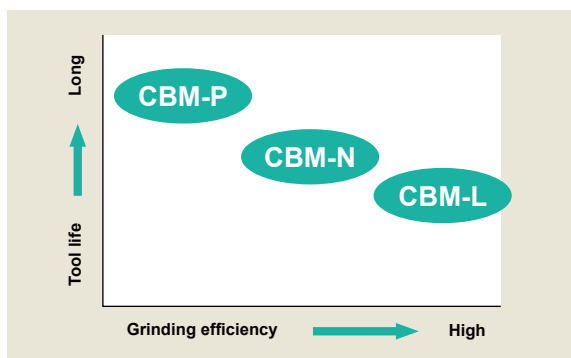 Long
CBM-P
CBM-N
CBM-L
Tool life
Grinding efficiency
High